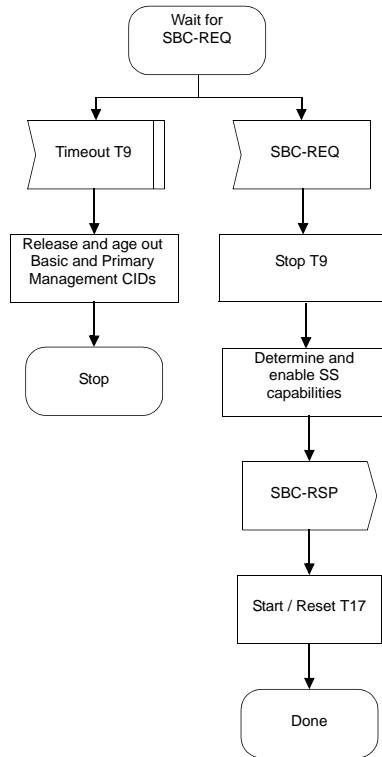 Wait for
SBC-REQ
Timeout T9
SBC-REQ
Release and age out
Basic and Primary
Management CIDs
Stop T9
Stop
Determine and
enable SS
capabilities
SBC-RSP
Start / Reset T17
Done